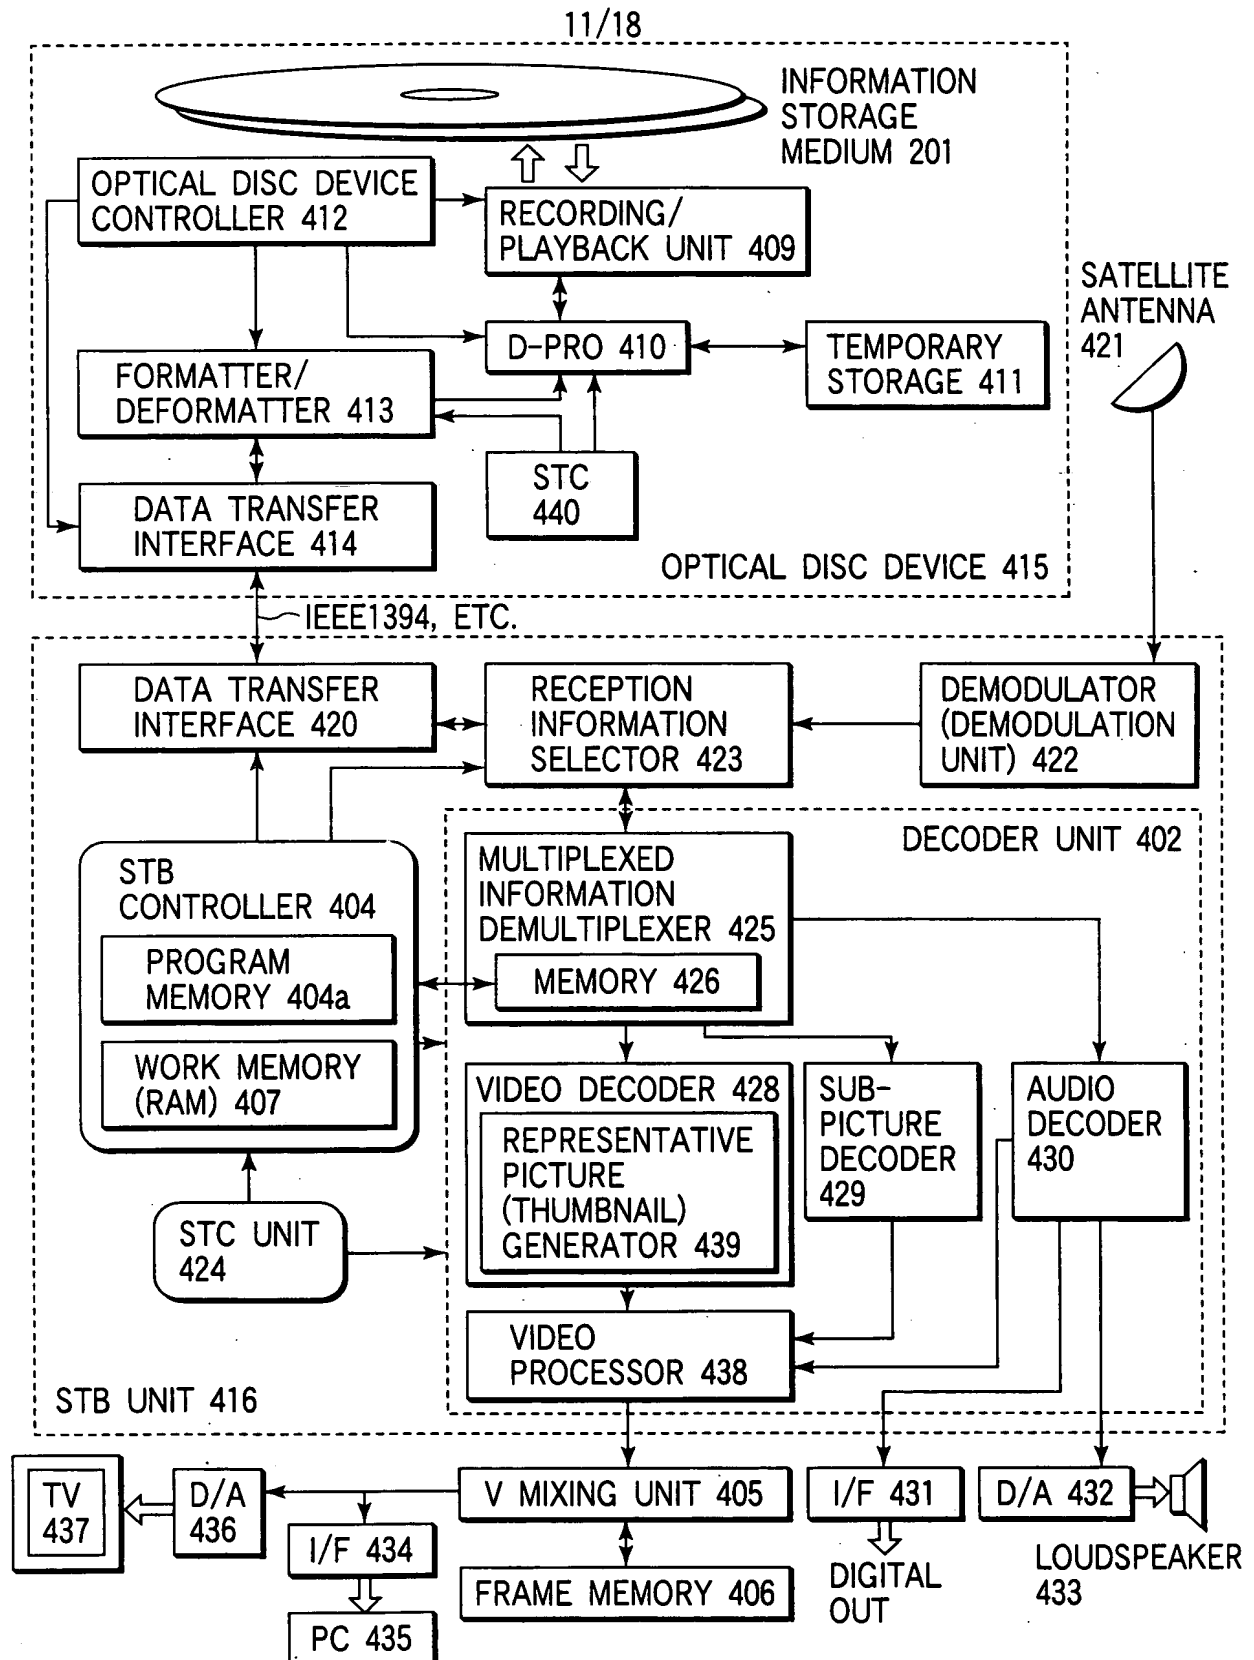 11/18
INFORMATION
STORAGE
MEDIUM 201
OPTICAL DISC DEVICE
CONTROLLER 412
RECORDING/
PLAYBACK UNIT 409
SATELLITE
ANTENNA
421
D-PRO 410
TEMPORARY
STORAGE 411
FORMATTER/
DEFORMATTER 413
STC
440
DATA TRANSFER
INTERFACE 414
OPTICAL DISC DEVICE 415
IEEE1394, ETC.
DATA TRANSFER
INTERFACE 420
RECEPTION
INFORMATION
SELECTOR 423
DEMODULATOR
(DEMODULATION
UNIT) 422
DECODER UNIT 402
STB
CONTROLLER 404
PROGRAM
MEMORY 404a
WORK MEMORY
(RAM) 407
MULTIPLEXED
INFORMATION
DEMULTIPLEXER 425
MEMORY 426
VIDEO DECODER 428
REPRESENTATIVE
PICTURE
(THUMBNAIL)
GENERATOR 439
SUB-
PICTURE
DECODER
429
AUDIO
DECODER
430
STC UNIT
424
VIDEO
PROCESSOR 438
STB UNIT 416
TV
437
D/A
436
I/F 434
PC 435
V MIXING UNIT 405
FRAME MEMORY 406
I/F 431
DIGITAL
OUT
D/A 432
LOUDSPEAKER
433